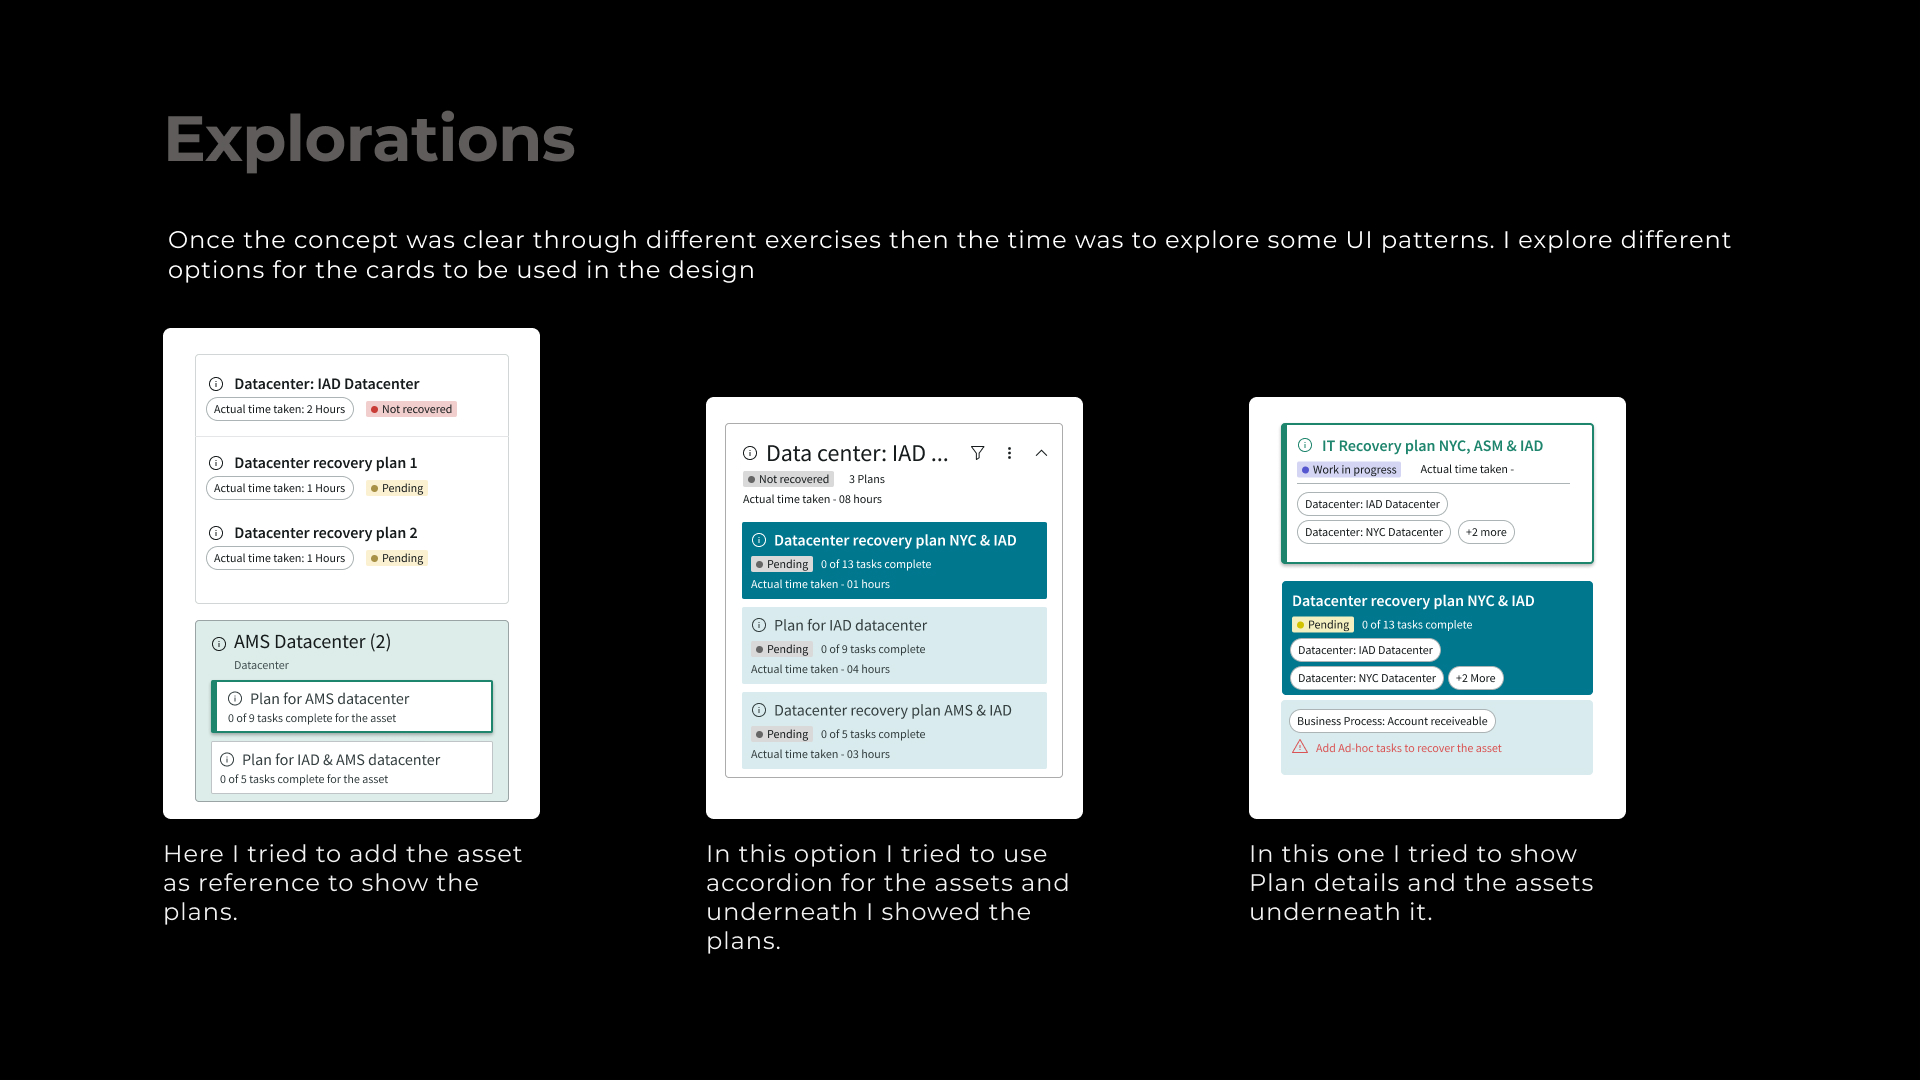 Explorations
Once the concept was clear through different exercises then the time was to explore some UI patterns. I explore different
options for the cards to be used in the design
Datacenter: IAD Datacenter
Actual time taken: 2 Hours Not recovered
Datacenter recovery plan 1
Actual time taken: 1 Hours Pending
Datacenter recovery plan 2
Actual time taken: 1 Hours Pending
AMS Datacenter (2)
Datacenter
Plan for AMS datacenter
0 of 9 tasks complete for the asset
Plan for IAD & AMS datacenter
0 of 5 tasks complete for the asset
Here I tried to add the asset
as reference to show the
plans.
Data center: IAD ...
Not recovered 3 Plans
Actual time taken - 08 hours
Datacenter recovery plan NYC & IAD
Pending 0 of 13 tasks complete
Actual time taken - 01 hours
Plan for IAD datacenter
Pending 0 of 9 tasks complete
Actual time taken - 04 hours
Datacenter recovery plan AMS & IAD
Pending 0 of 5 tasks complete
Actual time taken - 03 hours
In this option I tried to use
accordion for the assets and
underneath I showed the
plans.
IT Recovery plan NYC, ASM & IAD
Work in progress Actual time taken -
Datacenter: IAD Datacenter
Datacenter: NYC Datacenter +2 more
Datacenter recovery plan NYC & IAD
Pending 0 of 13 tasks complete
Datacenter: IAD Datacenter
Datacenter: NYC Datacenter +2 More
Business Process: Account receiveable
Add Ad-hoc tasks to recover the asset
In this one I tried to show
Plan details and the assets
underneath it.